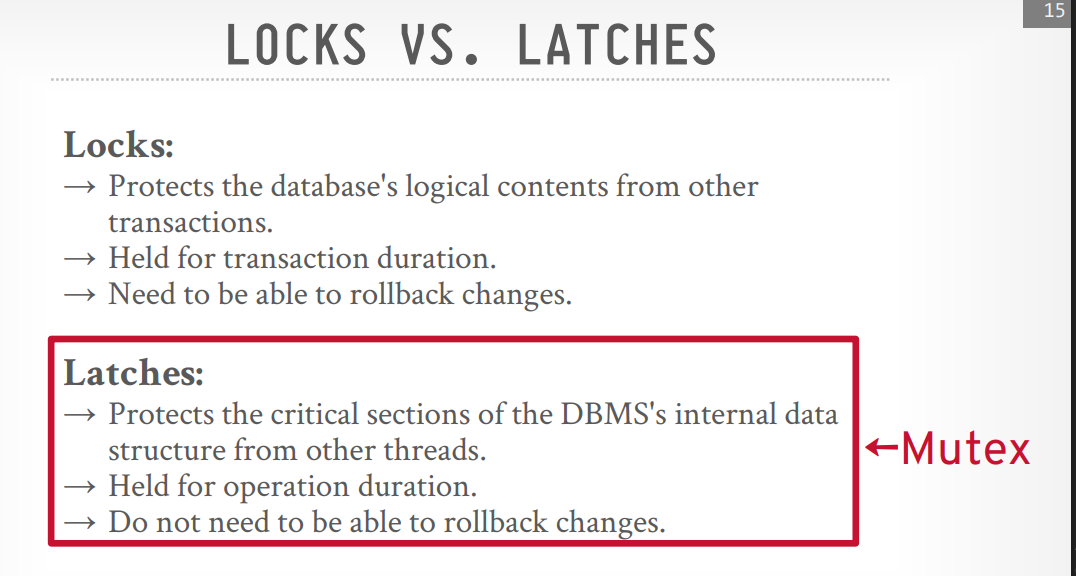 15
LOCKS VS. LATCHES
Locks:
→ Protects the database's logical contents from other
transactions.
→ Held for transaction duration.
→ Need to be able to rollback changes.
Latches:
→ Protects the critical sections of the DBMS's internal data
structure from other threads.
→ Held for operation duration.
→ Do not need to be able to rollback changes.
←Mutex